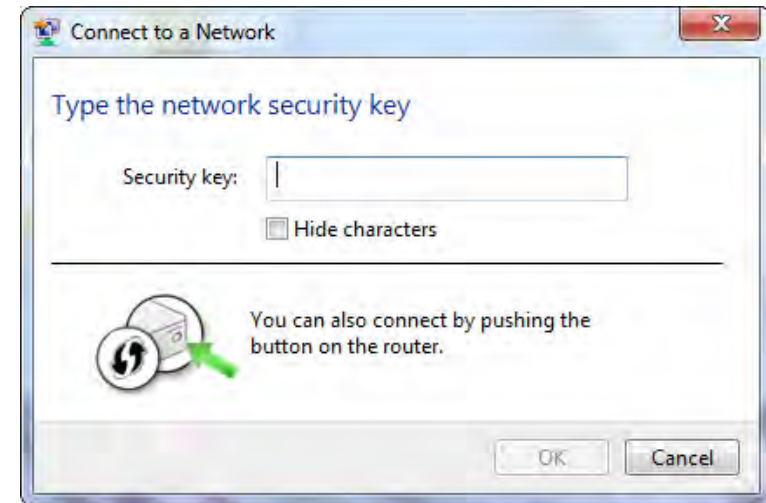 Connect to a Network
Type the network security key
Security key:
Hide characters
You can also connect by pushing the
button on the router.
OK
Cancel